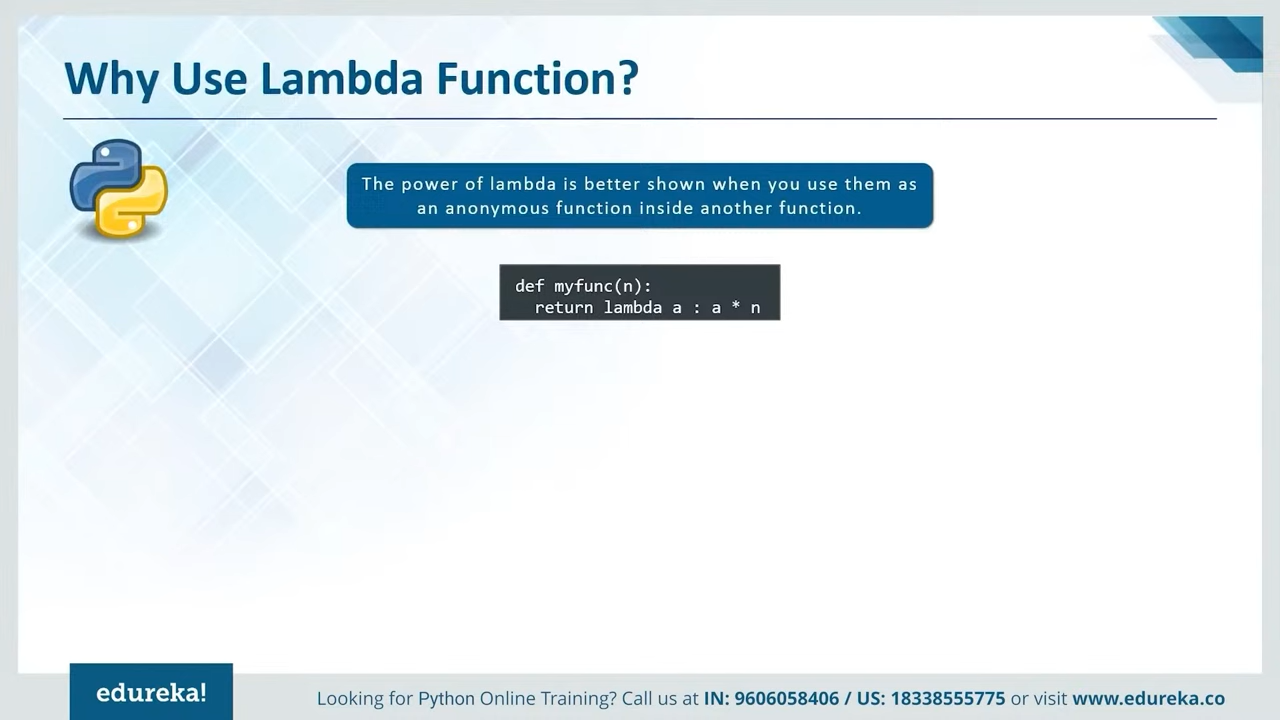 Why Use Lambda Function?
The power of lambda is better shown when you use them as
an anonymous function inside another function.
def myfunc(n):
  return lambda a : a * n
edureka!
Looking for Python Online Training? Call us at IN: 9606058406 / US: 18338555775 or visit www.edureka.co